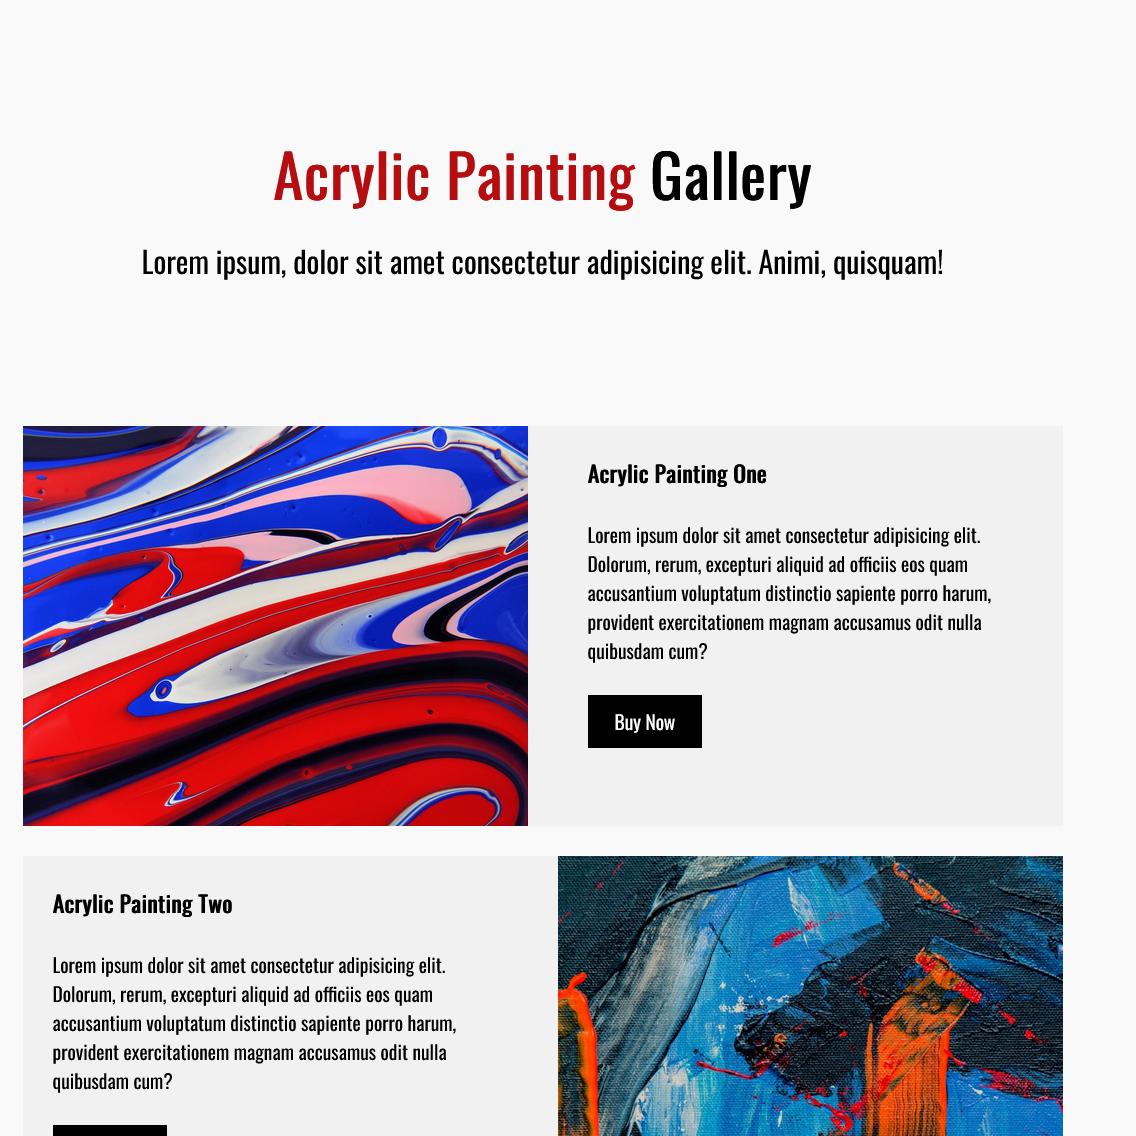 Acrylic Painting Gallery
Lorem ipsum, dolor sit amet consectetur adipisicing elit. Animi, quisquam!
Acrylic Painting One
Lorem ipsum dolor sit amet consectetur adipisicing elit.
Dolorum, rerum, excepturi aliquid ad officiis eos quam
accusantium voluptatum distinctio sapiente porro harum,
provident exercitationem magnam accusamus odit nulla
quibusdam cum?
Buy Now
Acrylic Painting Two
Lorem ipsum dolor sit amet consectetur adipisicing elit.
Dolorum, rerum, excepturi aliquid ad officiis eos quam
accusantium voluptatum distinctio sapiente porro harum,
provident exercitationem magnam accusamus odit nulla
quibusdam cum?